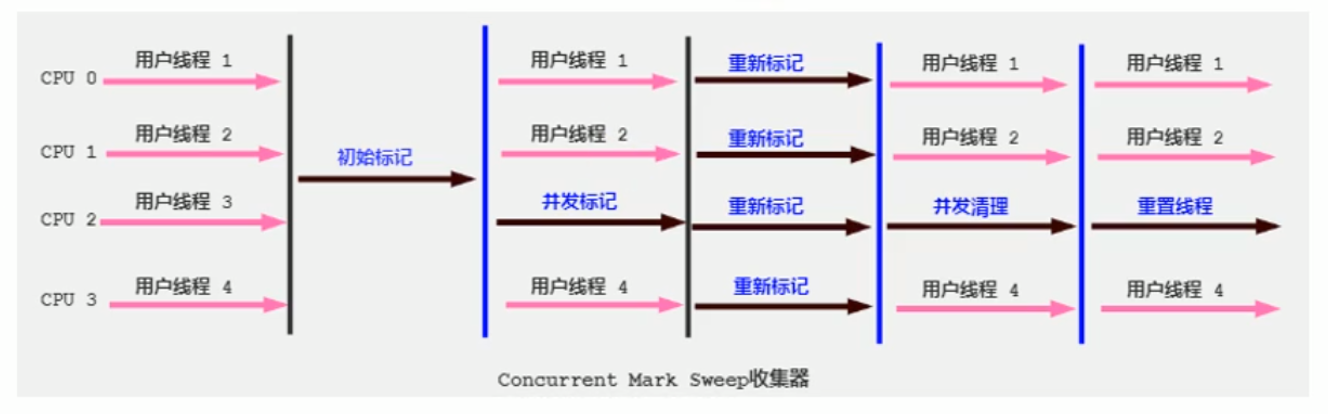 CPU 0 用户线程 1 用户线程 1 重新标记 用户线程 1 用户线程 1
CPU 1 用户线程 2 初始标记 用户线程 2 重新标记 用户线程 2 用户线程 2
CPU 2 用户线程 3 并发标记 重新标记 并发清理 重置线程
CPU 3 用户线程 4 用户线程 4 重新标记 用户线程 4 用户线程 4
Concurrent Mark Sweep收集器